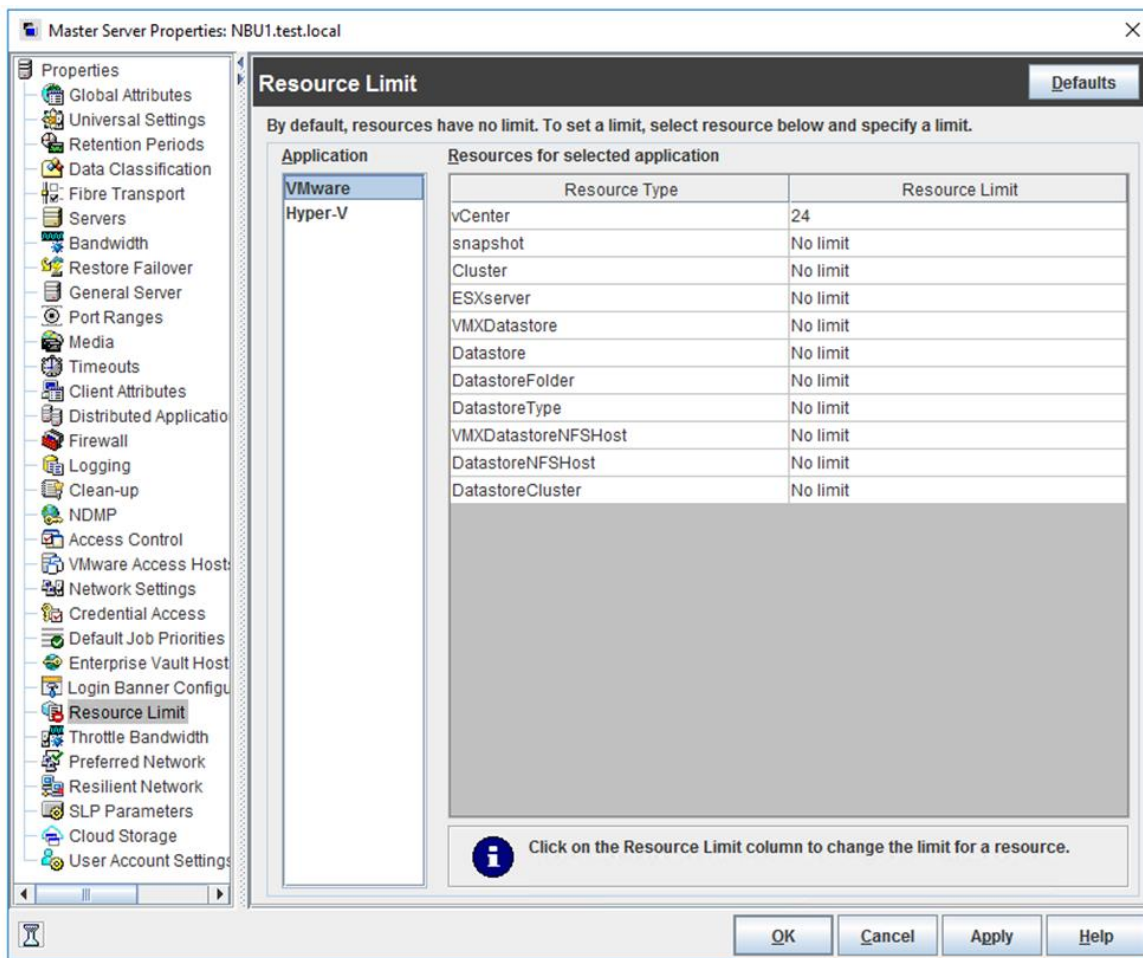 Master Server Properties: NBU1.test.local
Properties
Global Attributes
Universal Settings
Retention Periods
Data Classification
Fibre Transport
Servers
Bandwidth
Restore Failover
General Server
Port Ranges
Media
Timeouts
Client Attributes
Distributed Applicatio
Firewall
Logging
Clean-up
NDMP
Access Control
VMware Access Hosts
Network Settings
Credential Access
Default Job Priorities
Enterprise Vault Host
Login Banner Configu
Resource Limit
Throttle Bandwidth
Preferred Network
Resilient Network
SLP Parameters
Cloud Storage
User Account Settings
Resource Limit
Defaults
By default, resources have no limit. To set a limit, select resource below and specify a limit.
Application
VMware
Hyper-V
Resources for selected application
Resource Type Resource Limit
vCenter 24
snapshot No limit
Cluster No limit
ESXserver No limit
VMXDatastore No limit
Datastore No limit
DatastoreFolder No limit
DatastoreType No limit
VMXDatastoreNFSHost No limit
DatastoreNFSHost No limit
DatastoreCluster No limit
Click on the Resource Limit column to change the limit for a resource.
OK Cancel Apply Help